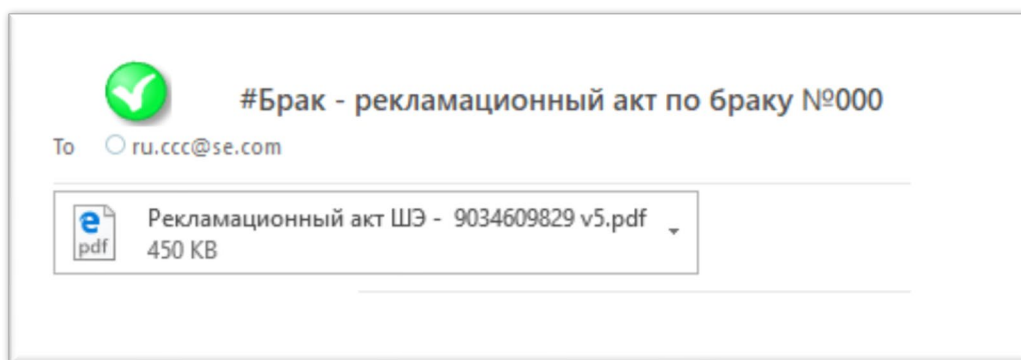 #Брак - рекламационный акт по браку №000
To ru.ccc@se.com
Рекламационный акт ШЭ - 9034609829 v5.pdf
e
pdf
450 KB